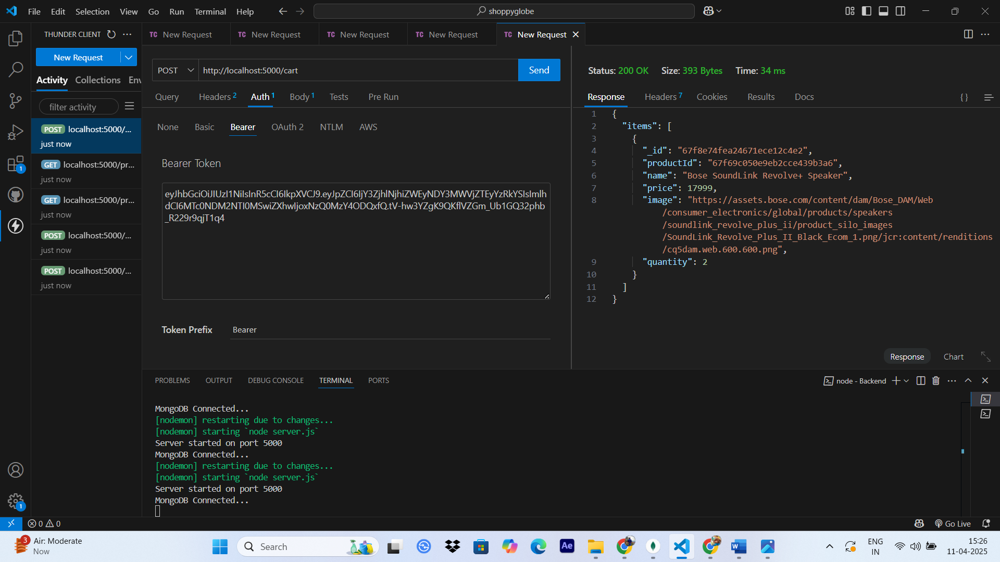 File Edit Selection View Go Run Terminal Help
shoppyglobe
THUNDER CLIENT
TC New Request
TC New Request
TC New Request
TC New Request
TC New Request
New Request
Activity Collections Env
filter activity
POST localhost:5000/...
just now
GET localhost:5000/pr...
just now
GET localhost:5000/pr...
just now
POST localhost:5000/...
just now
POST localhost:5000/...
just now
POST http://localhost:5000/cart Send
Query Headers 2 Auth 1 Body 1 Tests Pre Run
None Basic Bearer OAuth 2 NTLM AWS
Bearer Token
Token Prefix Bearer
Status: 200 OK Size: 393 Bytes Time: 34 ms
Response Headers 7 Cookies Results Docs { }
1 {
2 "items": [
3 {
4 "_id": "67f8e74fea24671ece12c4e2",
5 "productId": "67f69c050e9eb2cce439b3a6",
6 "name": "Bose SoundLink Revolve+ Speaker",
7 "price": 17999,
8 "image": "https://assets.bose.com/content/dam/Bose_DAM/Web
/consumer_electronics/global/products/speakers
/soundlink_revolve_plus_ii/product_silo_images
/SoundLink_Revolve_Plus_II_Black_Ecom_1.png/jcr:content/renditions
/cq5dam.web.600.600.png",
9 "quantity": 2
10 }
11 ]
12 }
Response Chart
PROBLEMS OUTPUT DEBUG CONSOLE TERMINAL PORTS
node - Backend
MongoDB Connected...
[nodemon] restarting due to changes...
[nodemon] starting `node server.js`
Server started on port 5000
MongoDB Connected...
[nodemon] restarting due to changes...
[nodemon] starting `node server.js`
Server started on port 5000
MongoDB Connected...
1
1
0 0
Go Live
3
Air: Moderate
Now
Search
Ae
ENG
IN
15:26
11-04-2025